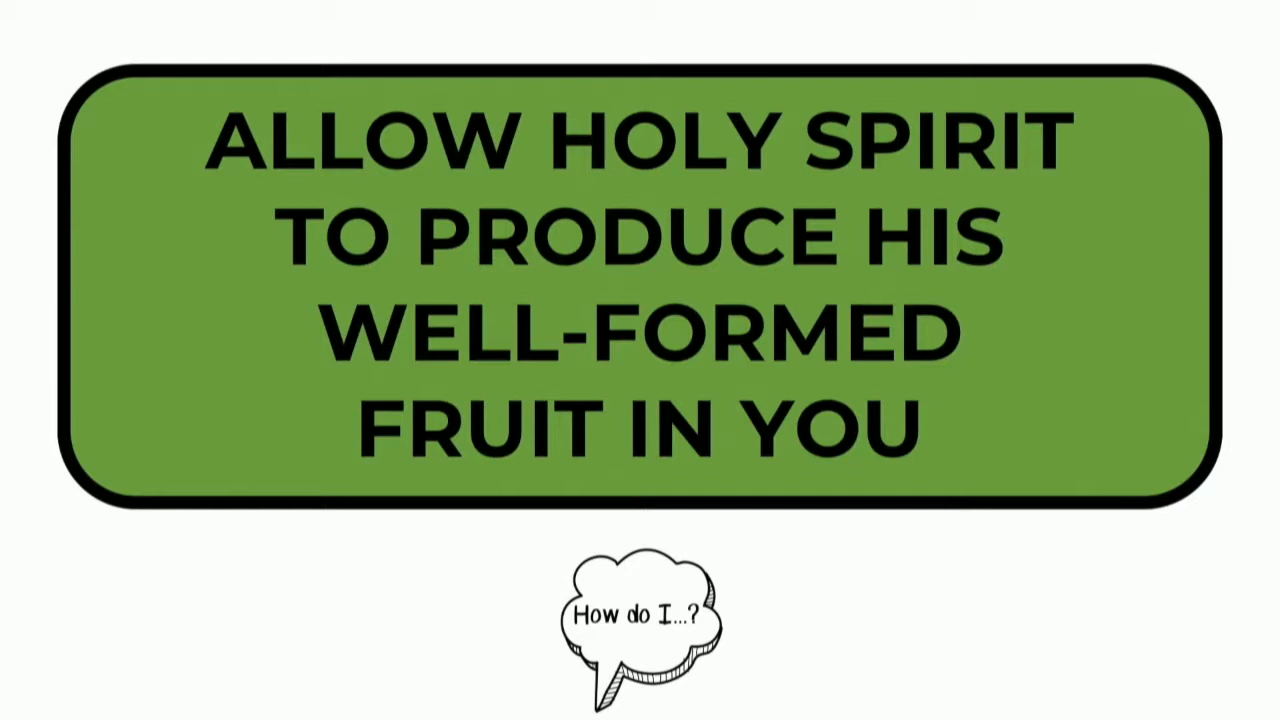 ALLOW HOLY SPIRIT
TO PRODUCE HIS
WELL-FORMED
FRUIT IN YOU
How do I...?